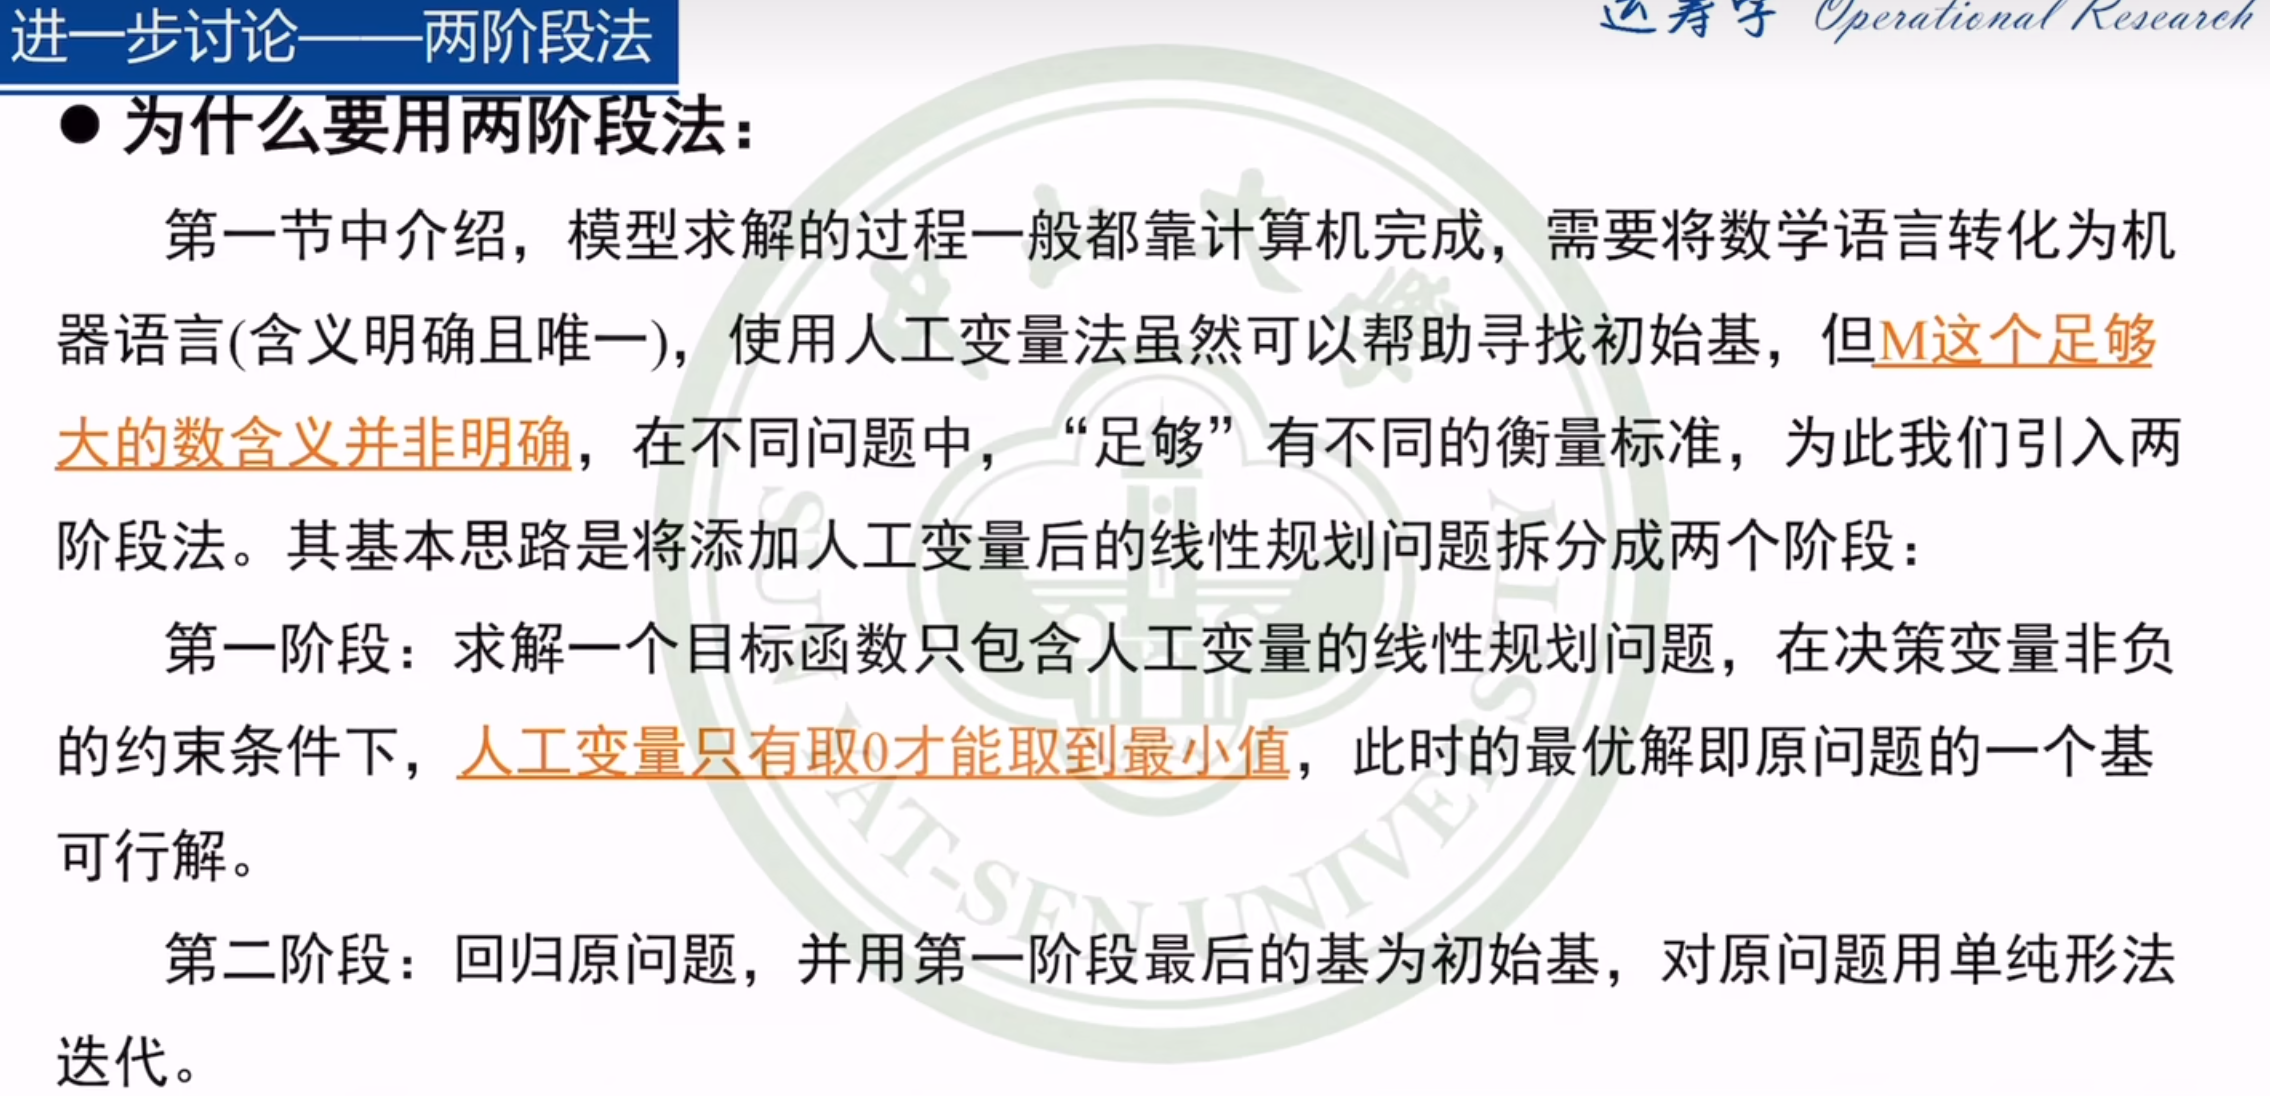 进一步讨论——两阶段法
运筹学 Operational Research
● 为什么要用两阶段法：
第一节中介绍，模型求解的过程一般都靠计算机完成，需要将数学语言转化为机
器语言(含义明确且唯一)，使用人工变量法虽然可以帮助寻找初始基，但M这个足够
大的数含义并非明确，在不同问题中，“足够”有不同的衡量标准，为此我们引入两
阶段法。其基本思路是将添加人工变量后的线性规划问题拆分成两个阶段：
第一阶段：求解一个目标函数只包含人工变量的线性规划问题，在决策变量非负
的约束条件下，人工变量只有取0才能取到最小值，此时的最优解即原问题的一个基
可行解。
第二阶段：回归原问题，并用第一阶段最后的基为初始基，对原问题用单纯形法
迭代。
中山大學
SUN YAT-SEN UNIVERSITY